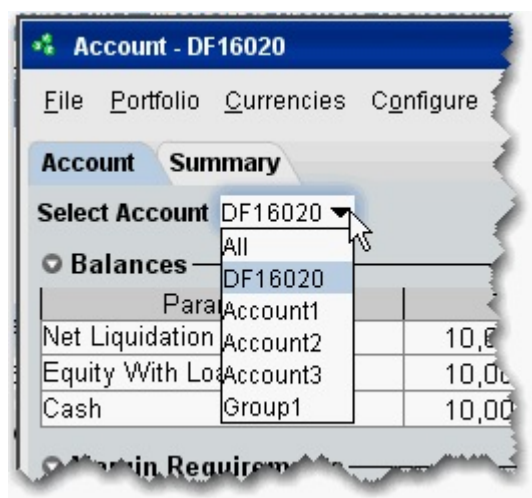 Account - DF16020
File Portfolio Currencies Configure
Account Summary
Select Account DF16020
All
Balances
DF16020
Account1
Net Liquidation
Account2
Equity With
Account3
Cash
Group1